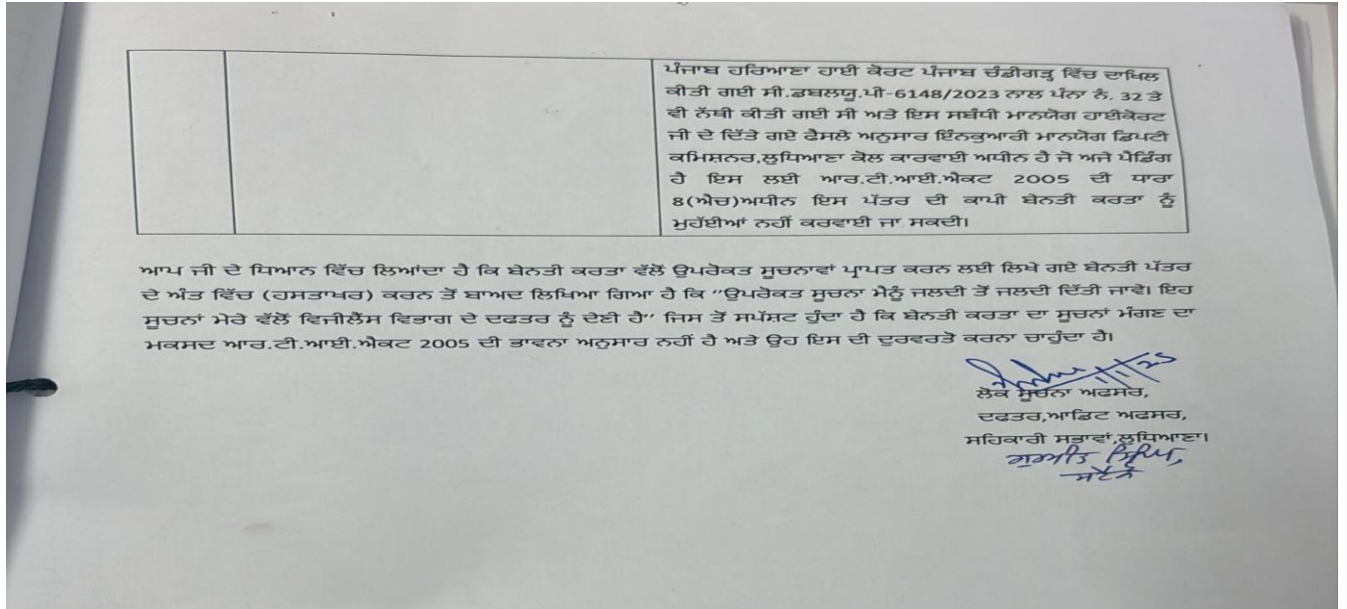 ਪੰਜਾਬ ਹਰਿਆਣਾ ਹਾਈ ਕੋਰਟ ਪੰਜਾਬ ਚੰਡੀਗੜ੍ਹ ਵਿੱਚ ਦਾਖਿਲ
ਕੀਤੀ ਗਈ ਸੀ.ਡਬਲਯੂ.ਪੀ-6148/2023 ਨਾਲ ਪੰਨਾ ਨੰ. 32 ਤੇ
ਵੀ ਨੱਥੀ ਕੀਤੀ ਗਈ ਸੀ ਅਤੇ ਇਸ ਸਬੰਧੀ ਮਾਨਯੋਗ ਹਾਈਕੋਰਟ
ਜੀ ਦੇ ਦਿੱਤੇ ਗਏ ਫੈਸਲੇ ਅਨੁਸਾਰ ਇੰਨਕੁਆਰੀ ਮਾਨਯੋਗ ਡਿਪਟੀ
ਕਮਿਸ਼ਨਰ,ਲੁਧਿਆਣਾ ਕੋਲ ਕਾਰਵਾਈ ਅਧੀਨ ਹੈ ਜੋ ਅਜੇ ਪੈਡਿੰਗ
ਹੈ ਇਸ ਲਈ ਆਰ.ਟੀ.ਆਈ.ਐਕਟ 2005 ਦੀ ਧਾਰਾ
8(ਐਚ)ਅਧੀਨ ਇਸ ਪੱਤਰ ਦੀ ਕਾਪੀ ਬੇਨਤੀ ਕਰਤਾ ਨੂੰ
ਮੁਹੱਈਆਂ ਨਹੀਂ ਕਰਵਾਈ ਜਾ ਸਕਦੀ।
ਆਪ ਜੀ ਦੇ ਧਿਆਨ ਵਿੱਚ ਲਿਆਂਦਾ ਹੈ ਕਿ ਬੇਨਤੀ ਕਰਤਾ ਵੱਲੋਂ ਉਪਰੋਕਤ ਸੂਚਨਾਵਾਂ ਪ੍ਰਾਪਤ ਕਰਨ ਲਈ ਲਿਖੇ ਗਏ ਬੇਨਤੀ ਪੱਤਰ
ਦੇ ਅੰਤ ਵਿੱਚ (ਹਸਤਾਖਰ) ਕਰਨ ਤੋਂ ਬਾਅਦ ਲਿਖਿਆ ਗਿਆ ਹੈ ਕਿ ''ਉਪਰੋਕਤ ਸੂਚਨਾ ਮੈਨੂੰ ਜਲਦੀ ਤੋਂ ਜਲਦੀ ਦਿੱਤੀ ਜਾਵੇ। ਇਹ
ਸੂਚਨਾਂ ਮੇਰੇ ਵੱਲੋਂ ਵਿਜੀਲੈਂਸ ਵਿਭਾਗ ਦੇ ਦਫਤਰ ਨੂੰ ਦੇਣੀ ਹੈ'' ਜਿਸ ਤੋਂ ਸਪੱਸ਼ਟ ਹੁੰਦਾ ਹੈ ਕਿ ਬੇਨਤੀ ਕਰਤਾ ਦਾ ਸੂਚਨਾਂ ਮੰਗਣ ਦਾ
ਮਕਸਦ ਆਰ.ਟੀ.ਆਈ.ਐਕਟ 2005 ਦੀ ਭਾਵਨਾ ਅਨੁਸਾਰ ਨਹੀਂ ਹੈ ਅਤੇ ਉਹ ਇਸ ਦੀ ਦੁਰਵਰਤੋ ਕਰਨਾ ਚਾਹੁੰਦਾ ਹੈ।
ਲੋਕ ਸੂਚਨਾ ਅਫਸਰ,
ਦਫਤਰ,ਆਡਿਟ ਅਫਸਰ,
ਸਹਿਕਾਰੀ ਸਭਾਵਾਂ,ਲੁਧਿਆਣਾ।